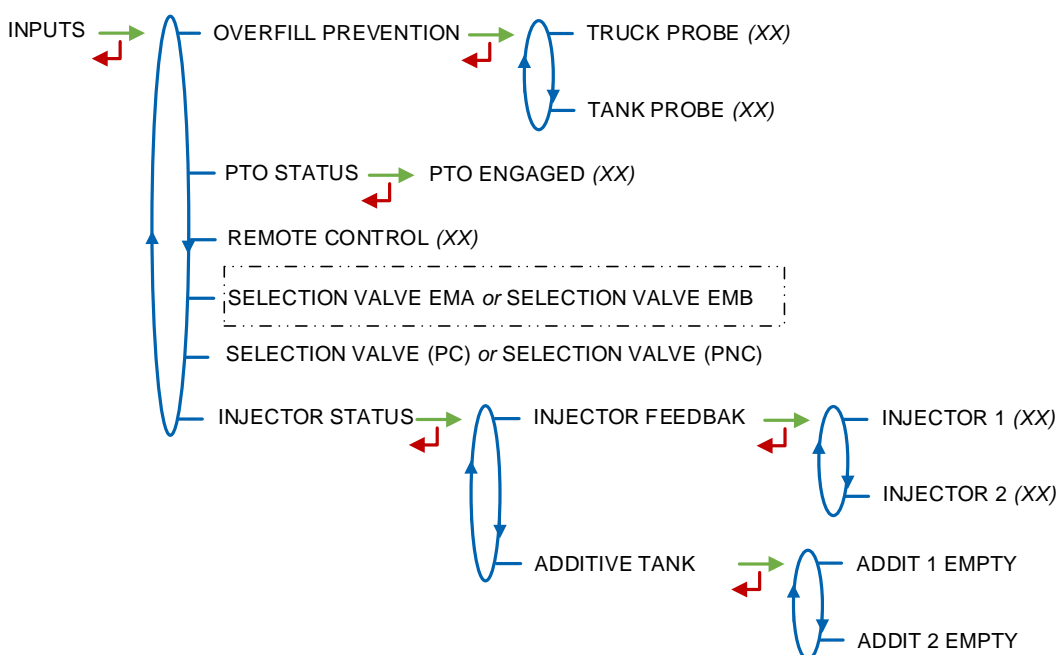 INPUTS
OVERFILL PREVENTION
TRUCK PROBE (XX)
TANK PROBE (XX)
PTO STATUS
PTO ENGAGED (XX)
REMOTE CONTROL (XX)
SELECTION VALVE EMA or SELECTION VALVE EMB
SELECTION VALVE (PC) or SELECTION VALVE (PNC)
INJECTOR STATUS
INJECTOR FEEDBAK
INJECTOR 1 (XX)
INJECTOR 2 (XX)
ADDITIVE TANK
ADDIT 1 EMPTY
ADDIT 2 EMPTY